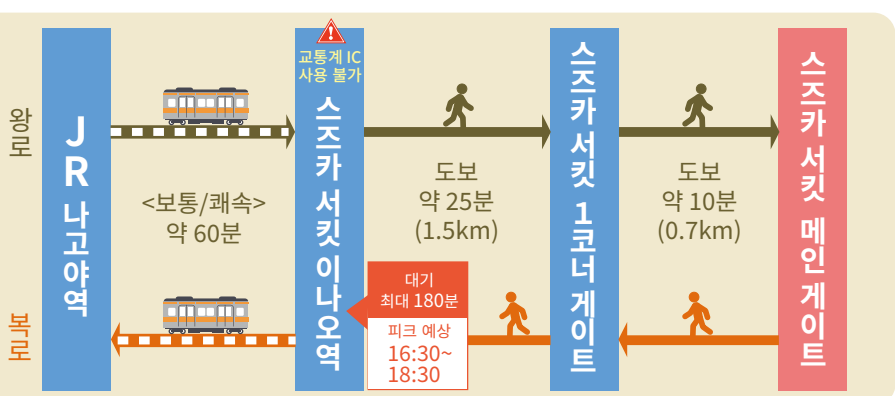 왕로
복로
JR 나고야역
<보통/쾌속>
약 60분
교통계 IC
사용 불가
스즈카 서킷 이나오역
도보
약 25분
(1.5km)
대기
최대 180분
피크 예상
16:30~
18:30
스즈카 서킷 1코너 게이트
도보
약 10분
(0.7km)
스즈카 서킷 메인 게이트